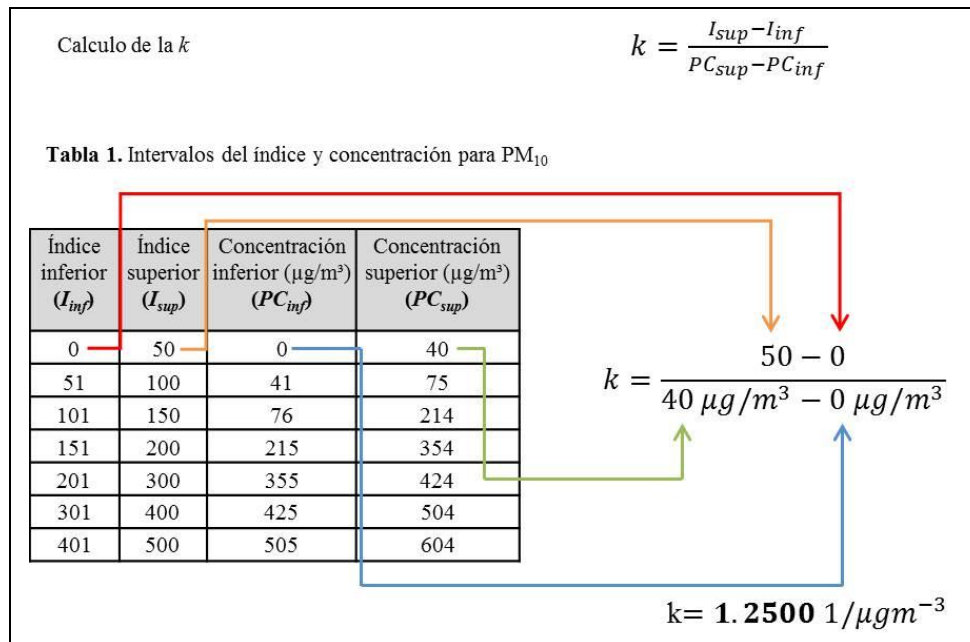 Calculo de la k
k = I_sup − I_inf / PC_sup − PC_inf
Tabla 1. Intervalos del índice y concentración para PM₁₀
Índice inferior (I_inf) | Índice superior (I_sup) | Concentración inferior (µg/m³) (PC_inf) | Concentración superior (µg/m³) (PC_sup)
0 | 50 | 0 | 40
51 | 100 | 41 | 75
101 | 150 | 76 | 214
151 | 200 | 215 | 354
201 | 300 | 355 | 424
301 | 400 | 425 | 504
401 | 500 | 505 | 604
k = 50 − 0 / 40 µg/m³ − 0 µg/m³
k= 1.2500 1/µgm⁻³